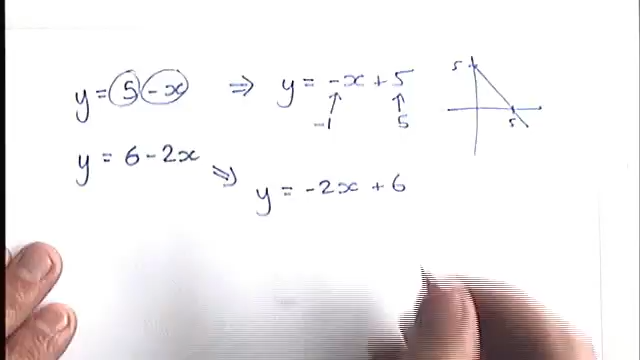 y = 5 - x ⇒ y = -x + 5
-1 5
5
5
y = 6 - 2x ⇒ y = -2x + 6